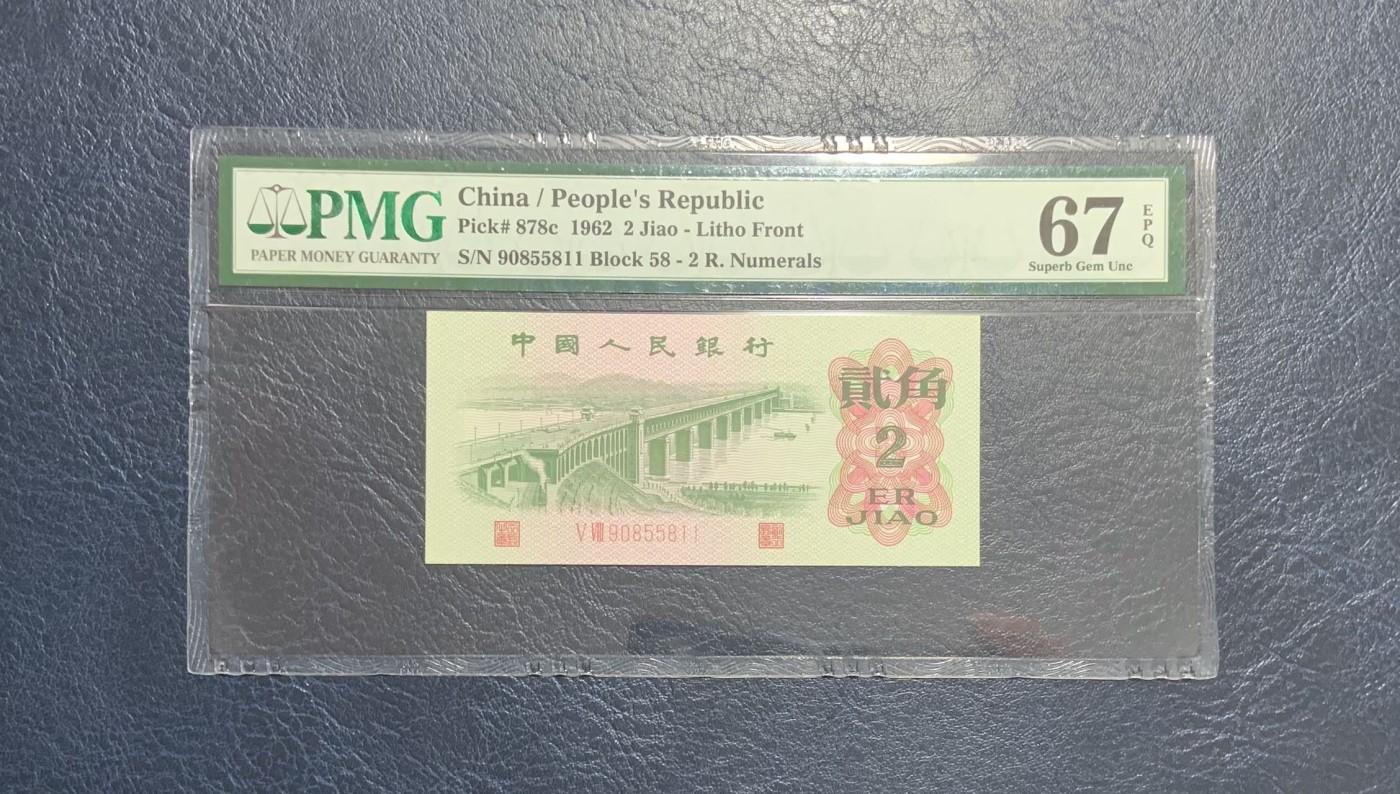 PMG
PAPER MONEY GUARANTY
China / People's Republic
Pick# 878c 1962 2 Jiao - Litho Front
S/N 90855811 Block 58 - 2 R. Numerals
67
EPQ
Superb Gem Unc
中國人民銀行
貳角
2
ER
JIAO
V VIII 90855811